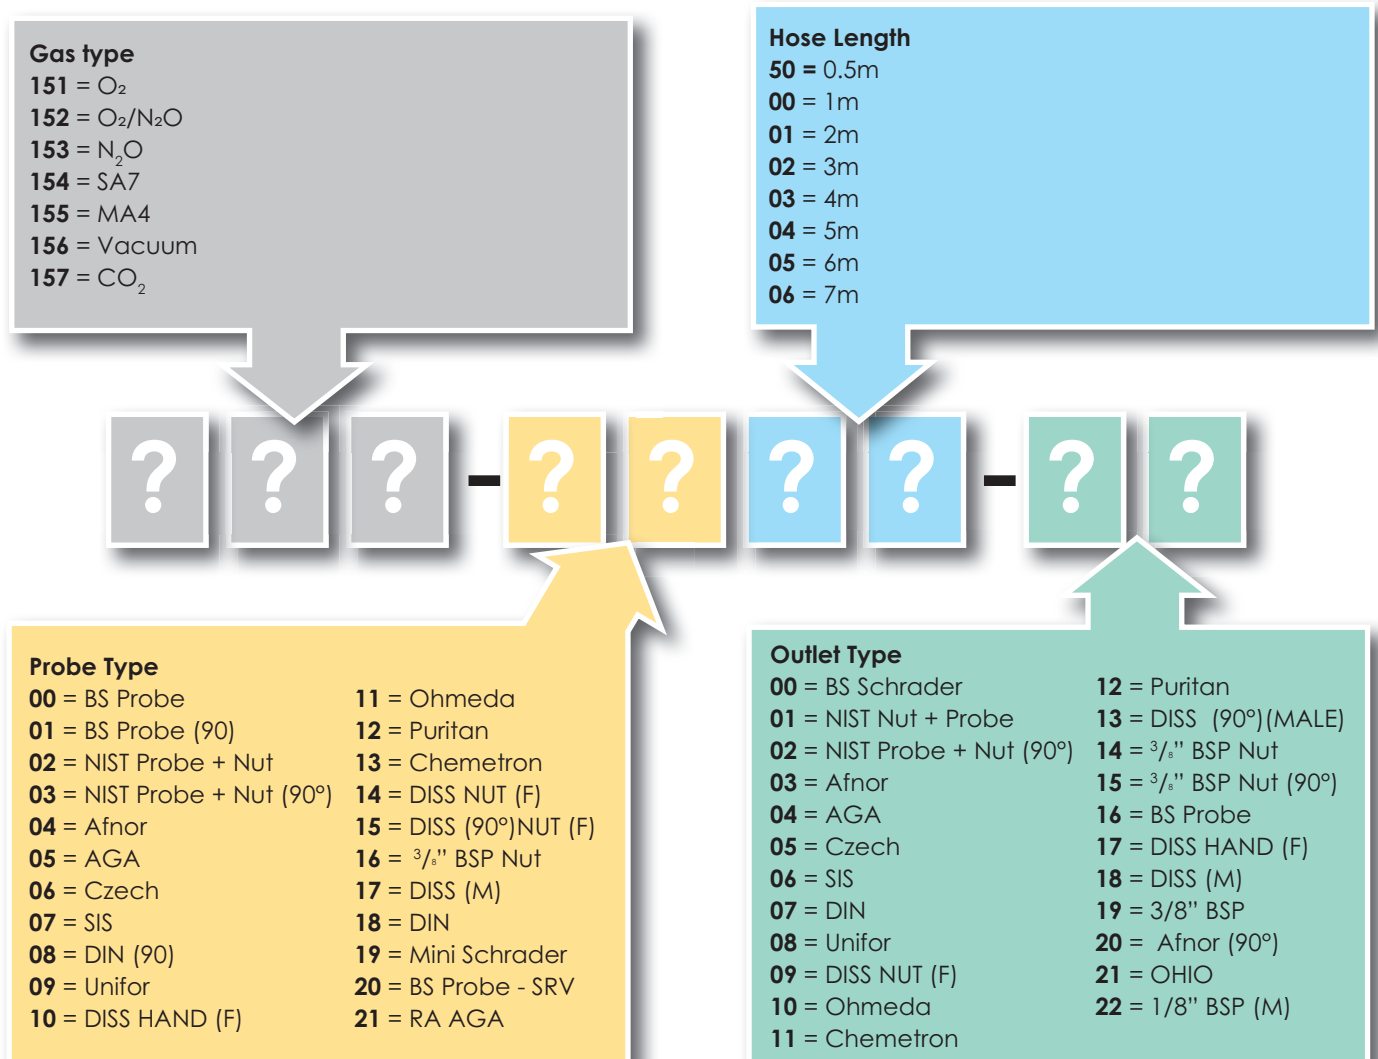 Gas type
151 = O₂
152 = O₂/N₂O
153 = N₂O
154 = SA7
155 = MA4
156 = Vacuum
157 = CO₂
Hose Length
50 = 0.5m
00 = 1m
01 = 2m
02 = 3m
03 = 4m
04 = 5m
05 = 6m
06 = 7m
? ? ? - ? ? ? ? - ? ?
Probe Type
00 = BS Probe
01 = BS Probe (90)
02 = NIST Probe + Nut
03 = NIST Probe + Nut (90°)
04 = Afnor
05 = AGA
06 = Czech
07 = SIS
08 = DIN (90)
09 = Unifor
10 = DISS HAND (F)
11 = Ohmeda
12 = Puritan
13 = Chemetron
14 = DISS NUT (F)
15 = DISS (90°)NUT (F)
16 = ³/₈” BSP Nut
17 = DISS (M)
18 = DIN
19 = Mini Schrader
20 = BS Probe - SRV
21 = RA AGA
Outlet Type
00 = BS Schrader
01 = NIST Nut + Probe
02 = NIST Probe + Nut (90°)
03 = Afnor
04 = AGA
05 = Czech
06 = SIS
07 = DIN
08 = Unifor
09 = DISS NUT (F)
10 = Ohmeda
11 = Chemetron
12 = Puritan
13 = DISS (90°)(MALE)
14 = ³/₈” BSP Nut
15 = ³/₈” BSP Nut (90°)
16 = BS Probe
17 = DISS HAND (F)
18 = DISS (M)
19 = 3/8” BSP
20 = Afnor (90°)
21 = OHIO
22 = 1/8” BSP (M)